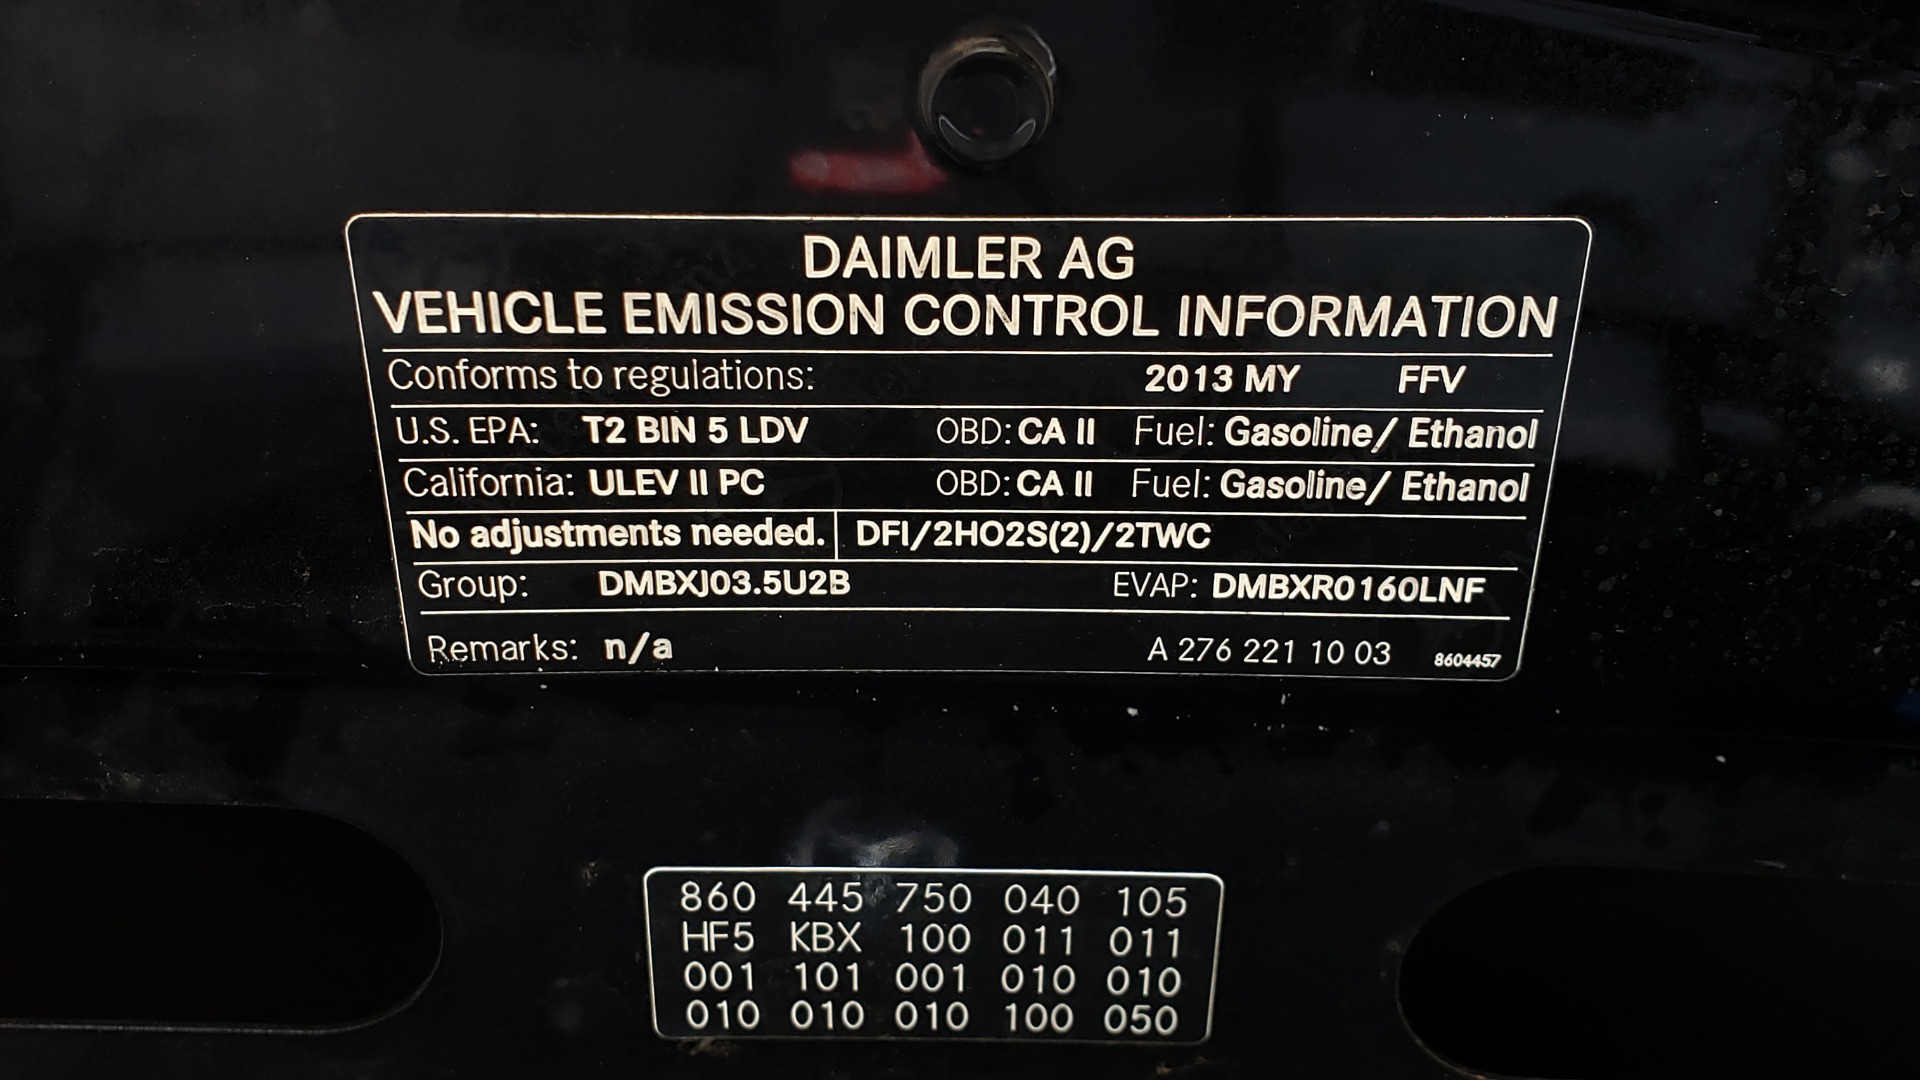 DAIMLER AG
VEHICLE EMISSION CONTROL INFORMATION
Conforms to regulations: 2013 MY FFV
U.S. EPA: T2 BIN 5 LDV OBD: CA II Fuel: Gasoline/ Ethanol
California: ULEV II PC OBD: CA II Fuel: Gasoline/ Ethanol
No adjustments needed. DFI/2HO2S(2)/2TWC
Group: DMBXJ03.5U2B EVAP: DMBXR0160LNF
Remarks: n/a A 276 221 10 03 8604457
860 445 750 040 105
HF5 KBX 100 011 011
001 101 001 010 010
010 010 010 100 050